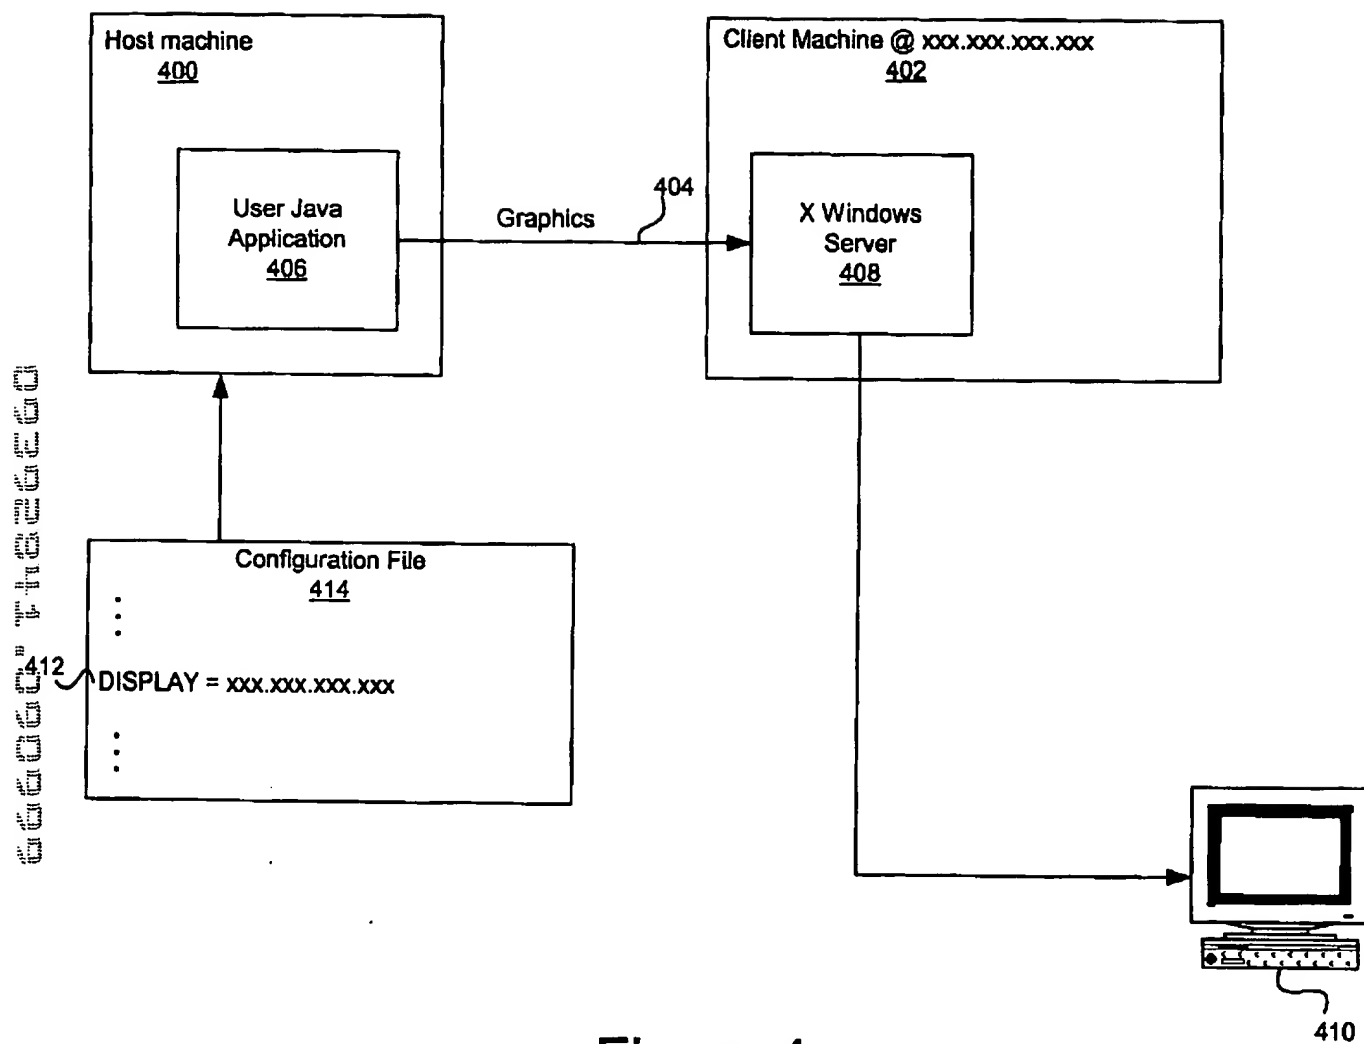 Host machine
400
User Java
Application
406
Graphics
404
Client Machine @ xxx.xxx.xxx.xxx
402
X Windows
Server
408
Configuration File
414
412
DISPLAY = xxx.xxx.xxx.xxx
410